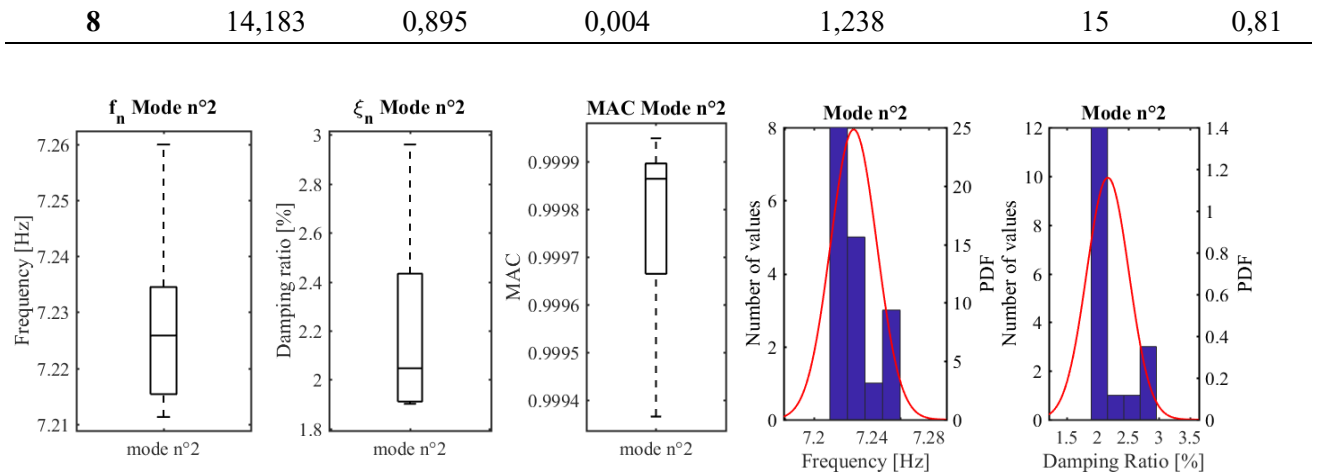 8 14,183 0,895 0,004 1,238 15 0,81
fn Mode n°2
Frequency [Hz]
7.26
7.25
7.24
7.23
7.22
7.21
mode n°2
ξn Mode n°2
Damping ratio [%]
3
2.8
2.6
2.4
2.2
2
1.8
mode n°2
MAC Mode n°2
MAC
0.9999
0.9998
0.9997
0.9996
0.9995
0.9994
mode n°2
Mode n°2
Number of values
8
6
4
2
0
25
20
15
10
5
0
PDF
7.2 7.24 7.28
Frequency [Hz]
Mode n°2
Number of values
12
10
8
6
4
2
0
1.4
1.2
1
0.8
0.6
0.4
0.2
0
PDF
1.5 2 2.5 3 3.5
Damping Ratio [%]